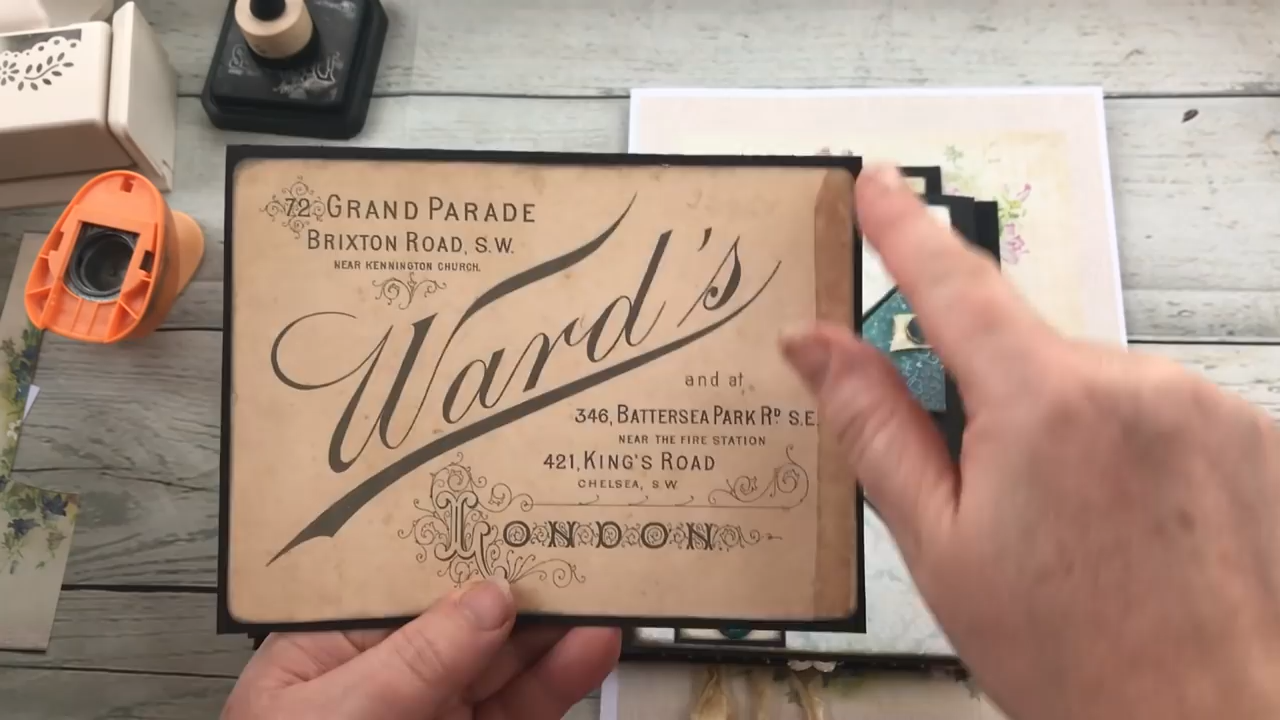 72 GRAND PARADE
BRIXTON ROAD, S.W.
NEAR KENNINGTON CHURCH.
Ward's
and at
346, BATTERSEA PARK RD S.E.
NEAR THE FIRE STATION
421, KING'S ROAD
CHELSEA, S.W
LONDON